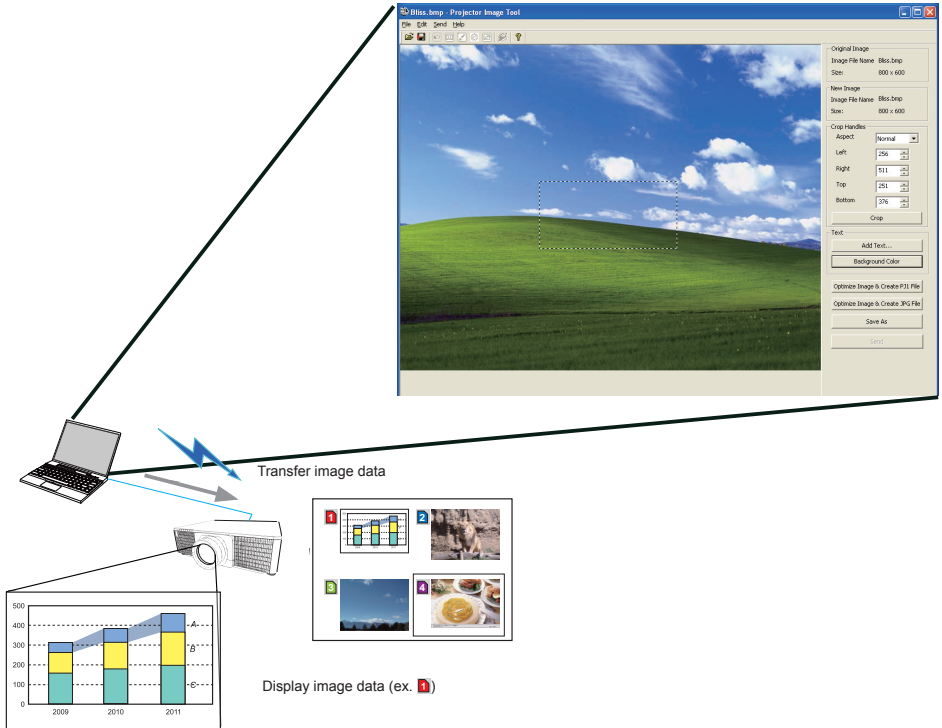 Bliss.bmp - Projector Image Tool
File Edit Send Help
Original Image
Image File Name Bliss.bmp
Size: 800 x 600
New Image
Image File Name Bliss.bmp
Size: 800 x 600
Crop Handles
Aspect Normal
Left 256
Right 511
Top 251
Bottom 376
Crop
Text
Add Text...
Background Color
Optimize Image & Create PJ1 File
Optimize Image & Create JPG File
Save As
Send
Transfer image data
1 2
3 4
500
400 A
300 B
200
100 C
0
2009 2010 2011
Display image data (ex. 1)